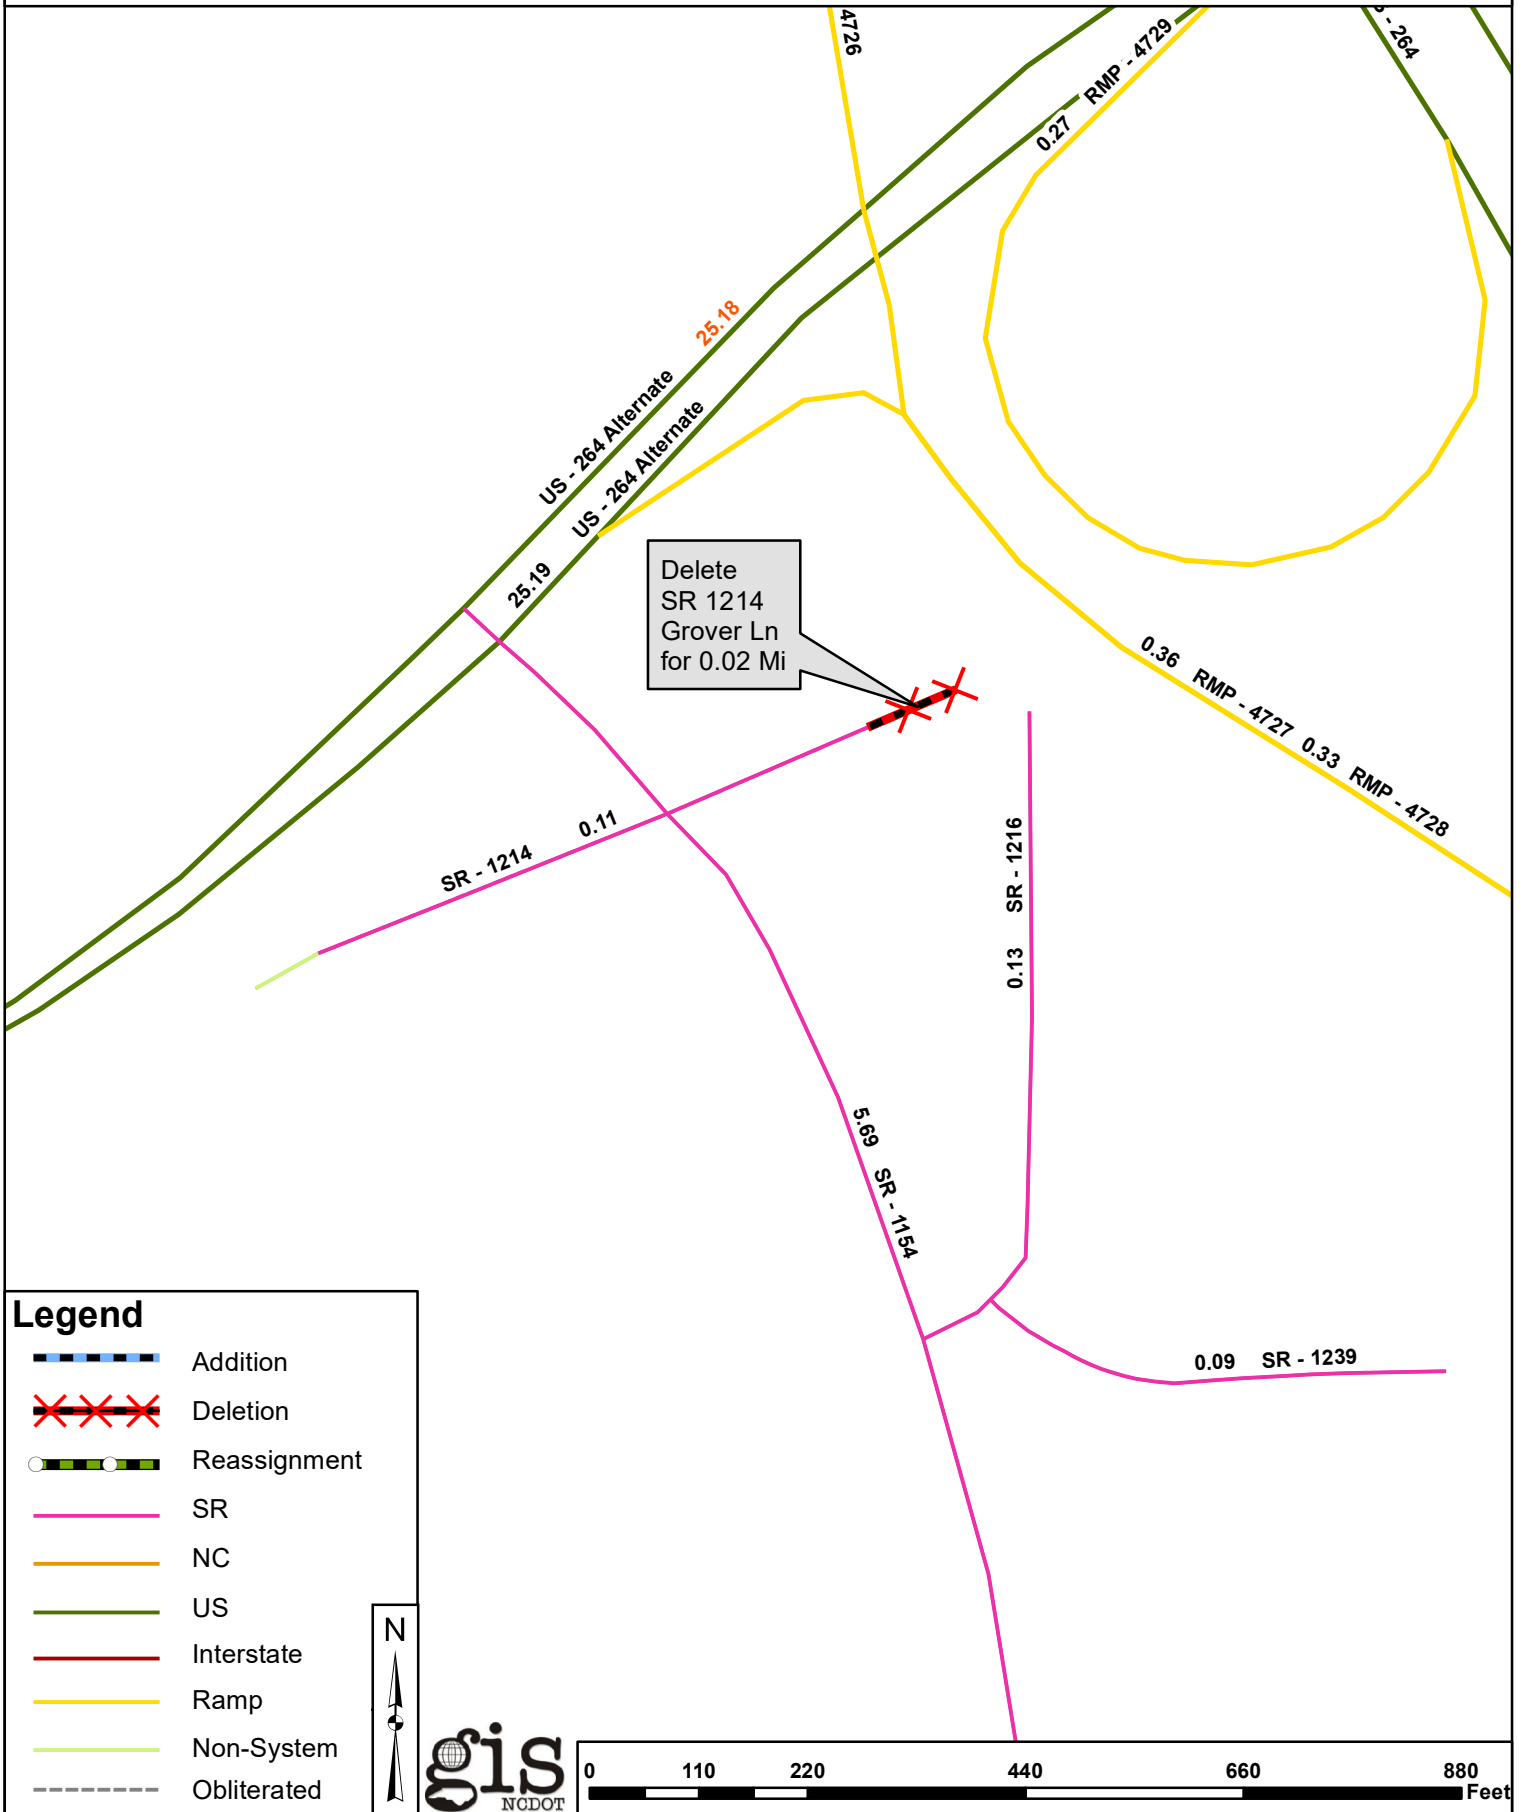 4726
RMP - 4729
0.27
- 264
25.18
US - 264 Alternate
US - 264 Alternate
25.19
Delete
SR 1214
Grover Ln
for 0.02 Mi
0.36 RMP - 4727 0.33 RMP - 4728
SR - 1214 0.11
0.13 SR - 1216
5.69 SR - 1154
0.09 SR - 1239
Legend
Addition
Deletion
Reassignment
SR
NC
US
Interstate
Ramp
Non-System
Obliterated
N
gis
NCDOT
0 110 220 440 660 880
Feet